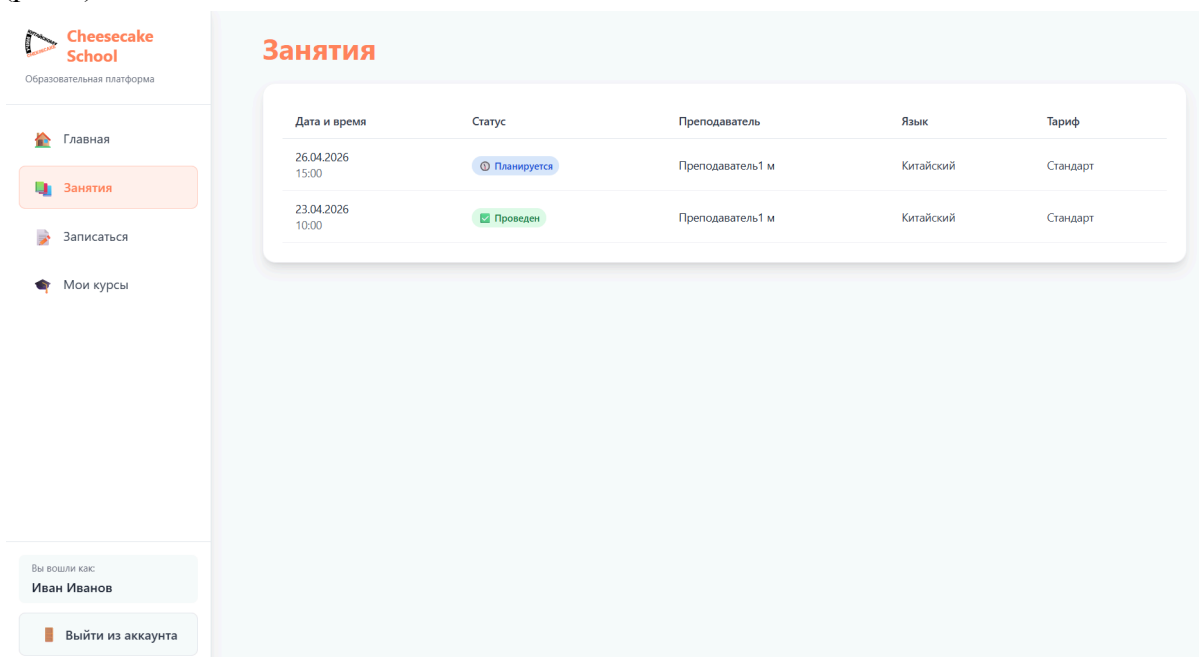 Cheesecake
School
Образовательная платформа
Главная
Занятия
Записаться
Мои курсы
Вы вошли как:
Иван Иванов
Выйти из аккаунта
Занятия
Дата и время Статус Преподаватель Язык Тариф
26.04.2026
15:00 Планируется Преподаватель1 м Китайский Стандарт
23.04.2026
10:00 Проведен Преподаватель1 м Китайский Стандарт